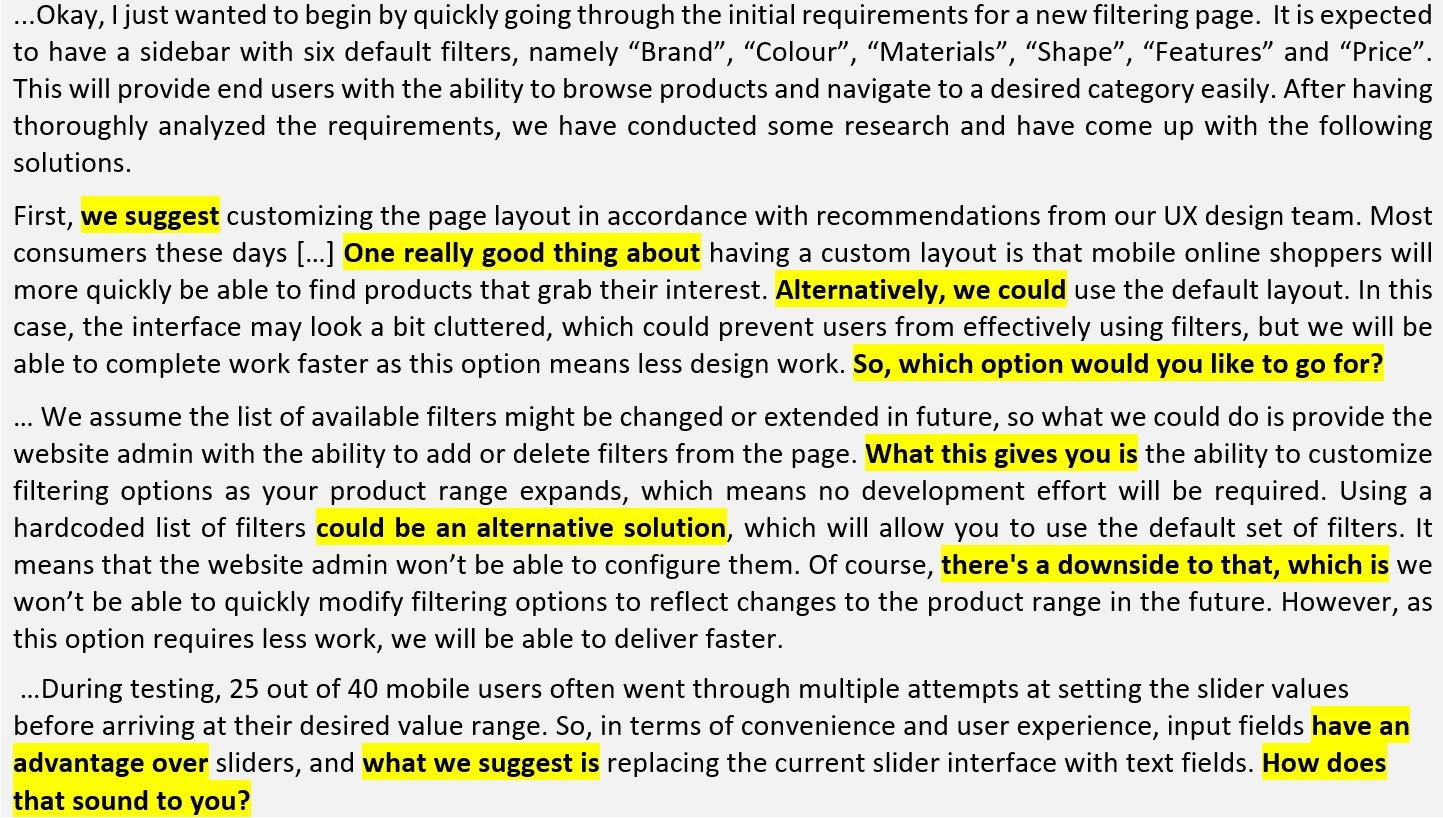 ...Okay, I just wanted to begin by quickly going through the initial requirements for a new filtering page. It is expected
to have a sidebar with six default filters, namely “Brand”, “Colour”, “Materials”, “Shape”, “Features” and “Price”.
This will provide end users with the ability to browse products and navigate to a desired category easily. After having
thoroughly analyzed the requirements, we have conducted some research and have come up with the following
solutions.
First, we suggest customizing the page layout in accordance with recommendations from our UX design team. Most
consumers these days [...] One really good thing about having a custom layout is that mobile online shoppers will
more quickly be able to find products that grab their interest. Alternatively, we could use the default layout. In this
case, the interface may look a bit cluttered, which could prevent users from effectively using filters, but we will be
able to complete work faster as this option means less design work. So, which option would you like to go for?
... We assume the list of available filters might be changed or extended in future, so what we could do is provide the
website admin with the ability to add or delete filters from the page. What this gives you is the ability to customize
filtering options as your product range expands, which means no development effort will be required. Using a
hardcoded list of filters could be an alternative solution, which will allow you to use the default set of filters. It
means that the website admin won’t be able to configure them. Of course, there's a downside to that, which is we
won’t be able to quickly modify filtering options to reflect changes to the product range in the future. However, as
this option requires less work, we will be able to deliver faster.
...During testing, 25 out of 40 mobile users often went through multiple attempts at setting the slider values
before arriving at their desired value range. So, in terms of convenience and user experience, input fields have an
advantage over sliders, and what we suggest is replacing the current slider interface with text fields. How does
that sound to you?